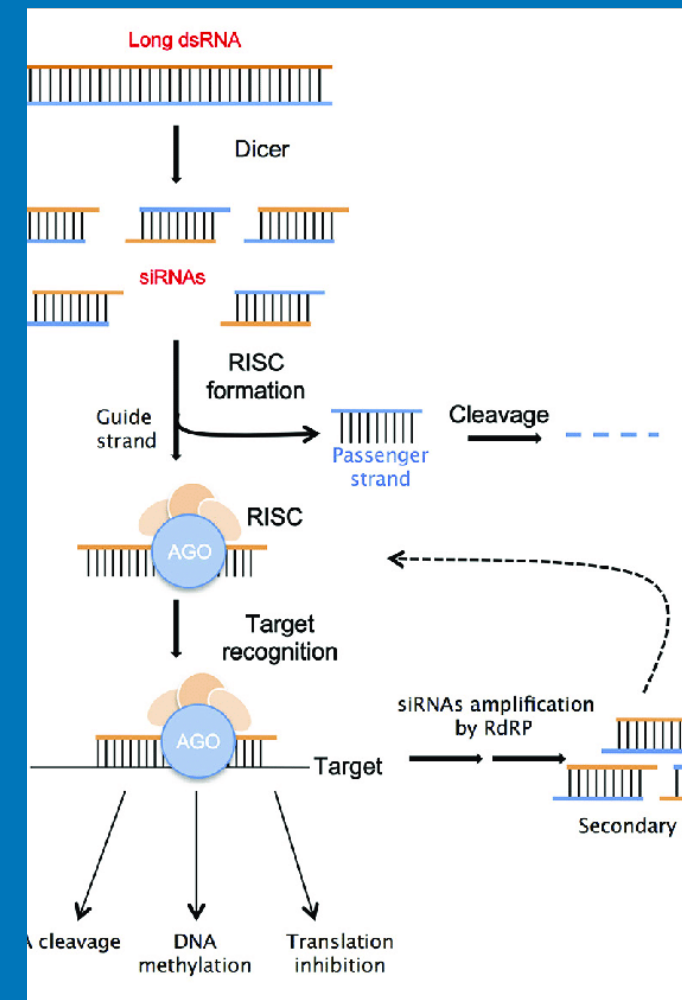 Long dsRNA
Dicer
siRNAs
RISC
formation
Guide
strand
Passenger
strand
Cleavage
RISC
AGO
Target
recognition
AGO
Target
siRNAs amplification
by RdRP
Secondary
cleavage
DNA
methylation
Translation
inhibition